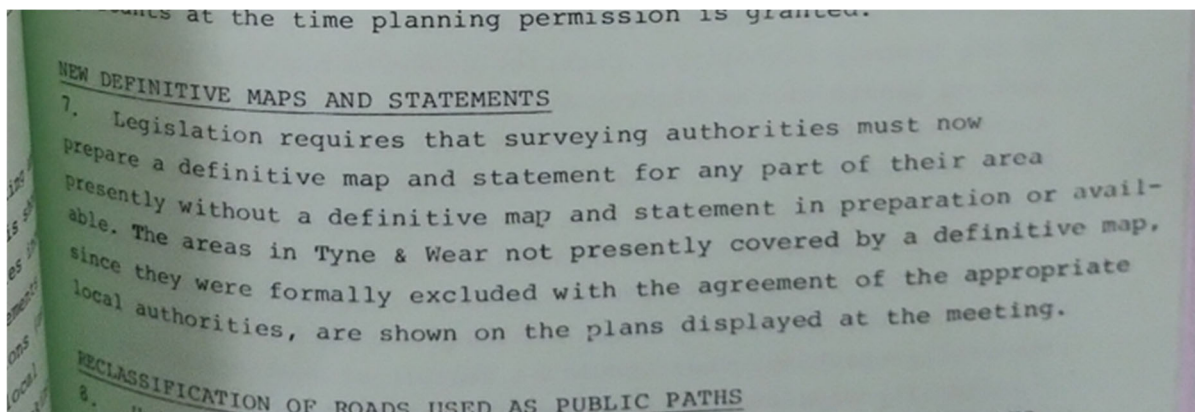 at the time planning permission is granted.
NEW DEFINITIVE MAPS AND STATEMENTS
7. Legislation requires that surveying authorities must now
prepare a definitive map and statement for any part of their area
presently without a definitive map and statement in preparation or avail-
able. The areas in Tyne & Wear not presently covered by a definitive map,
since they were formally excluded with the agreement of the appropriate
local authorities, are shown on the plans displayed at the meeting.
RECLASSIFICATION OF ROADS USED AS PUBLIC PATHS
8.